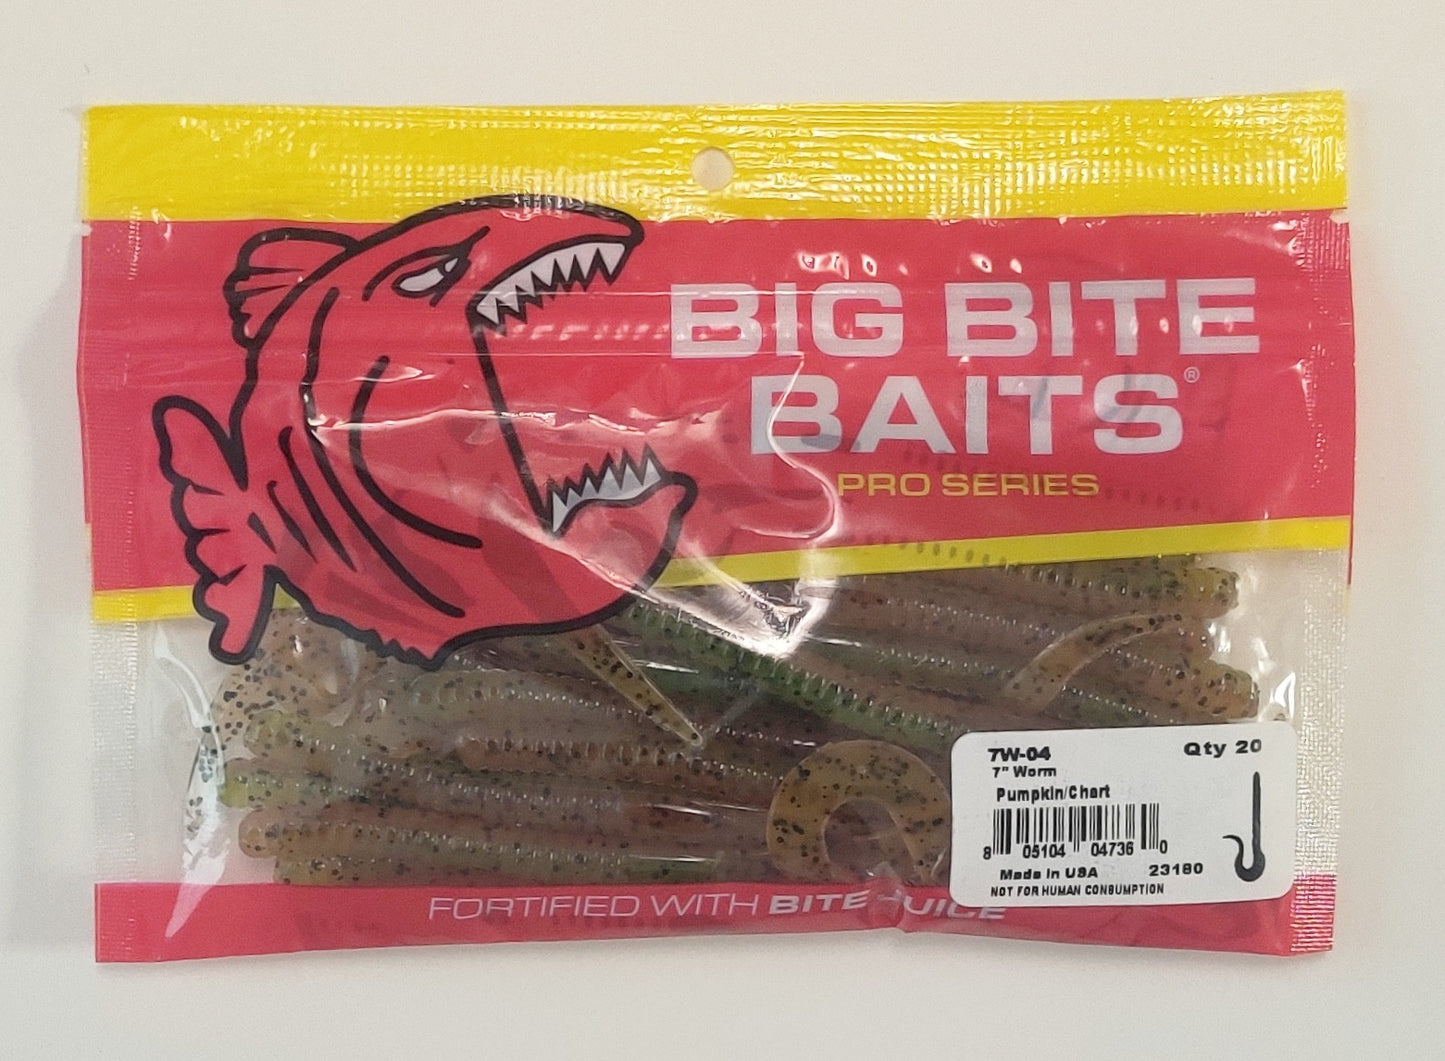 BIG BITE
BAITS®
PRO SERIES
7W-04 Qty 20
7" Worm
Pumpkin/Chart
8 05104 04736 0
Made in USA 23180
NOT FOR HUMAN CONSUMPTION
FORTIFIED WITH BITE JUICE